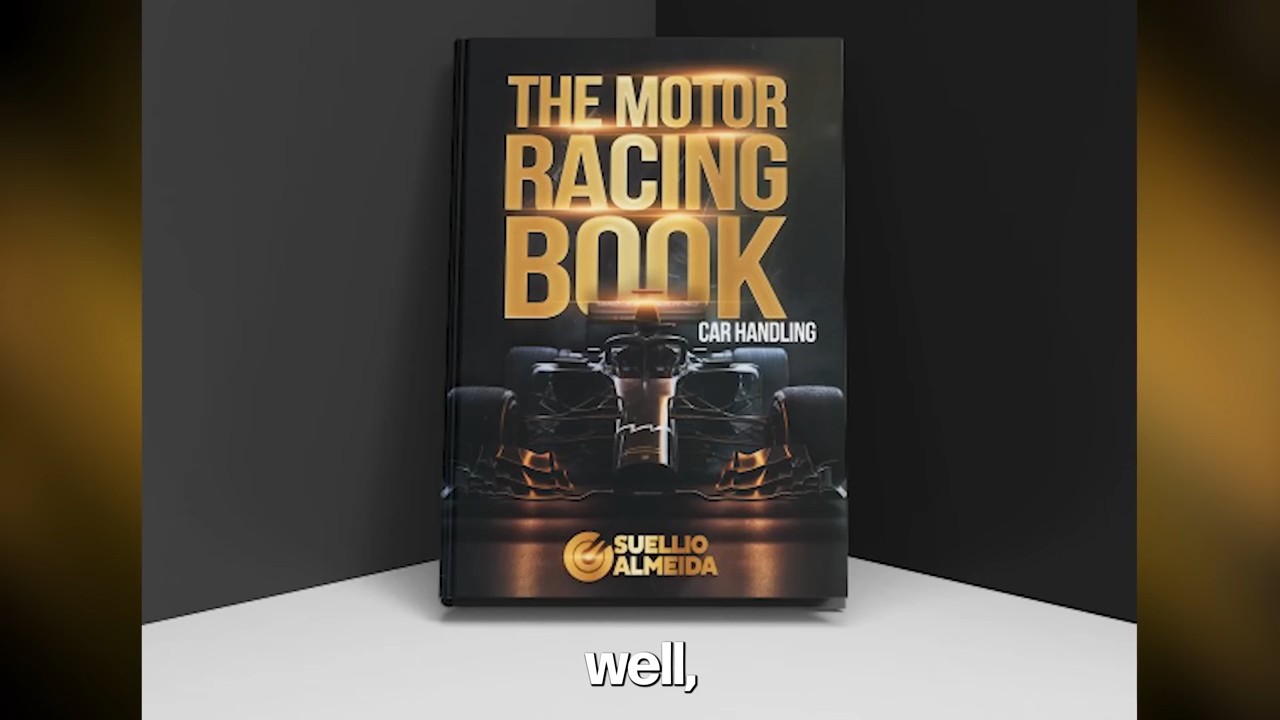 THE MOTOR
RACING
BOOK
CAR HANDLING
SUELLIO
ALMEIDA
well,